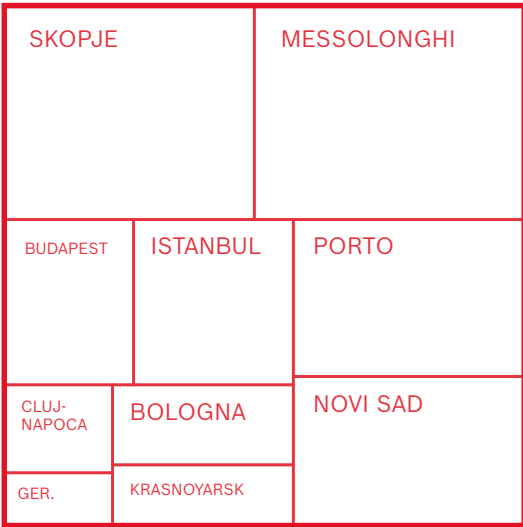 SKOPJE
MESSOLONGHI
BUDAPEST
ISTANBUL
PORTO
CLUJ-
NAPOCA
BOLOGNA
NOVI SAD
GER.
KRASNOYARSK